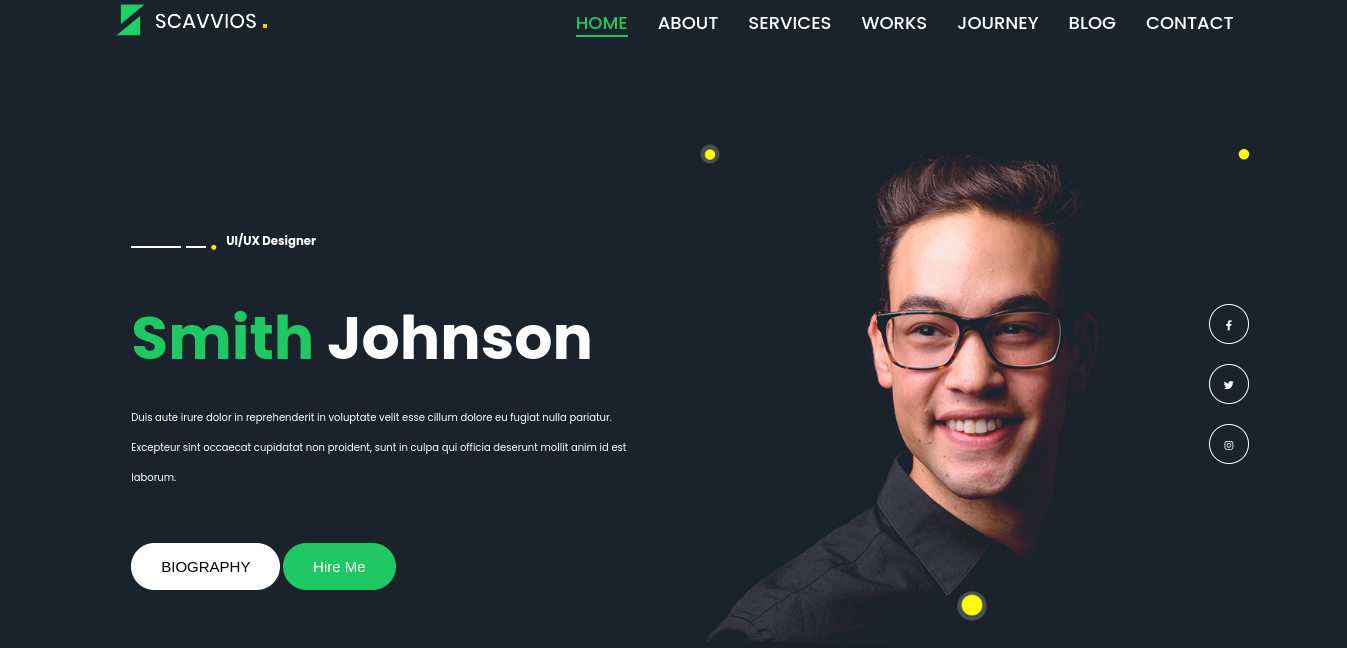 SCAVVIOS.
HOME ABOUT SERVICES WORKS JOURNEY BLOG CONTACT
UI/UX Designer
Smith Johnson
Duis aute irure dolor in reprehenderit in voluptate velit esse cillum dolore eu fugiat nulla pariatur.
Excepteur sint occaecat cupidatat non proident, sunt in culpa qui officia deserunt mollit anim id est
laborum.
BIOGRAPHY Hire Me